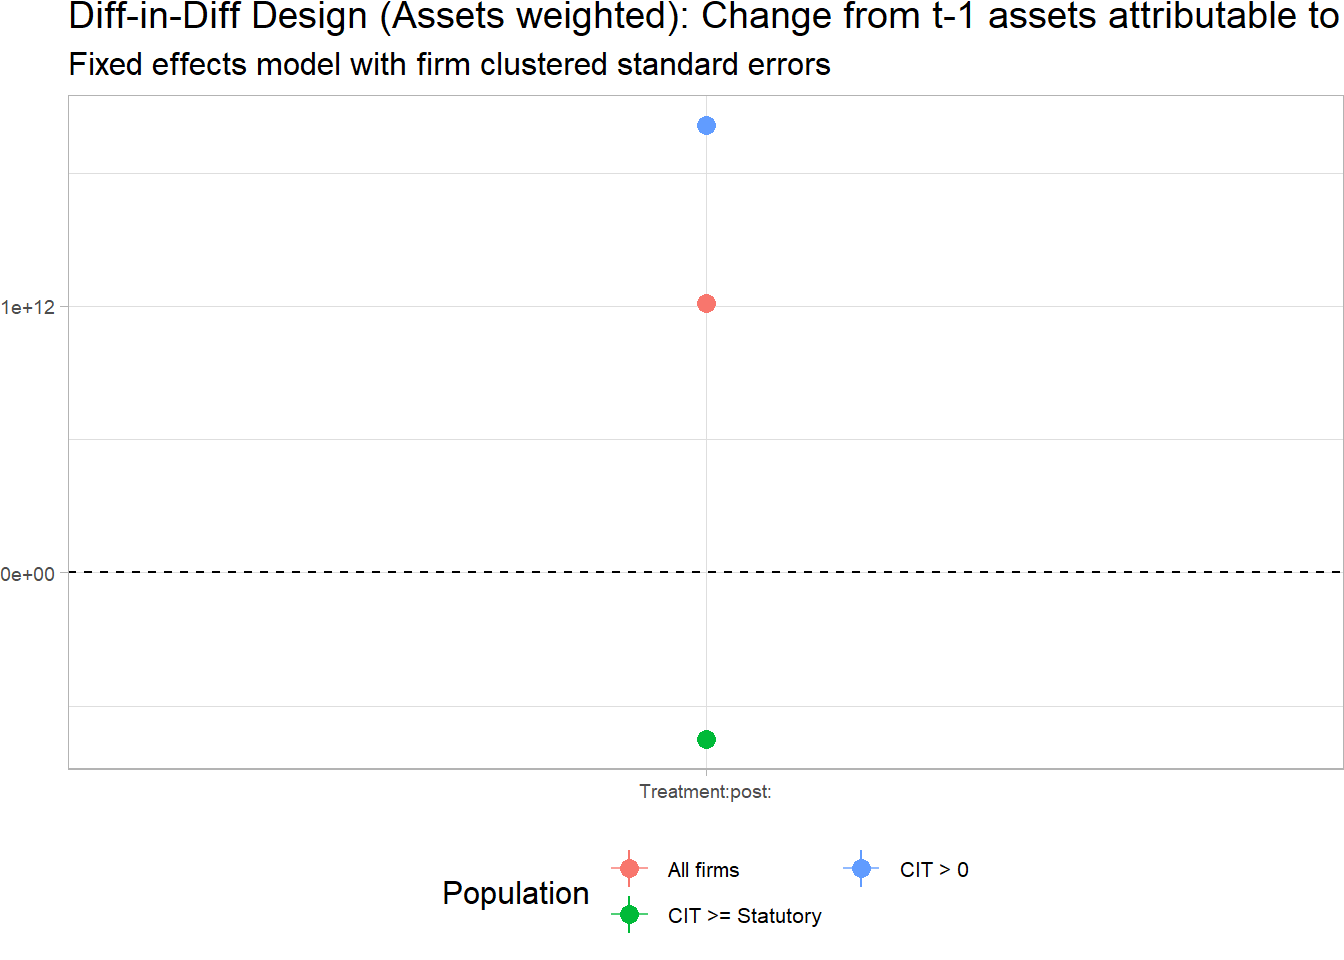 Diff-in-Diff Design (Assets weighted): Change from t-1 assets attributable to
Fixed effects model with firm clustered standard errors
1e+12
0e+00
Treatment:post:
Population
All firms
CIT > 0
CIT >= Statutory